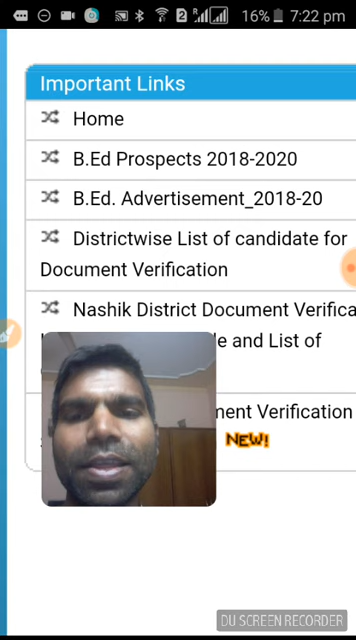 16% 7:22 pm
Important Links
Home
B.Ed Prospects 2018-2020
B.Ed. Advertisement_2018-20
Districtwise List of candidate for
Document Verification
Nashik District Document Verifica
le and List of
ment Verification
NEW!
DU SCREEN RECORDER